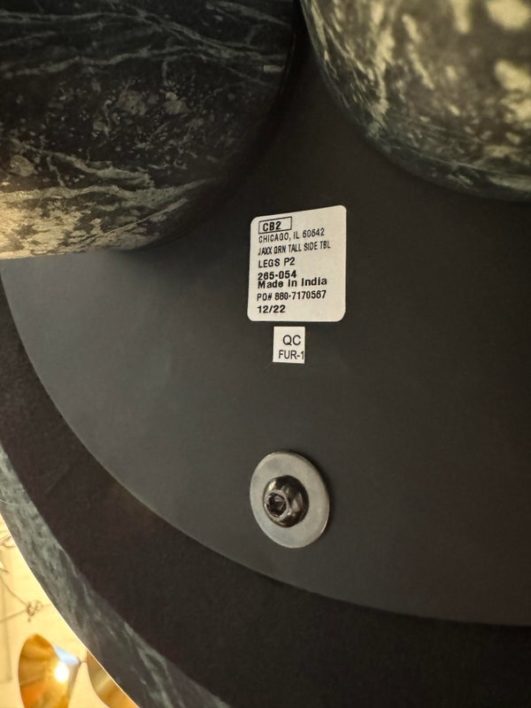 CB2
CHICAGO, IL 60642
JAXX GRN TALL SIDE TBL
LEGS P2
265-054
Made in India
PO# 860-7170567
12/22
QC
FUR-1